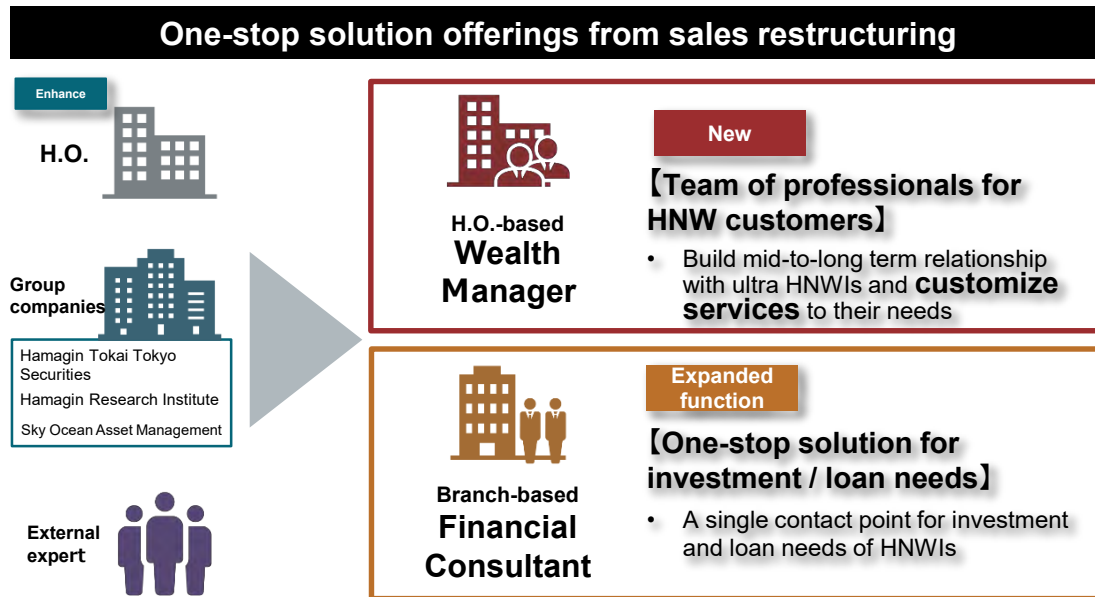 One-stop solution offerings from sales restructuring
Enhance
H.O.
Group
companies
Hamagin Tokai Tokyo
Securities
Hamagin Research Institute
Sky Ocean Asset Management
External
expert
H.O.-based
Wealth
Manager
New
【Team of professionals for
HNW customers】
• Build mid-to-long term relationship
with ultra HNWIs and customize
services to their needs
Branch-based
Financial
Consultant
Expanded
function
【One-stop solution for
investment / loan needs】
• A single contact point for investment
and loan needs of HNWIs